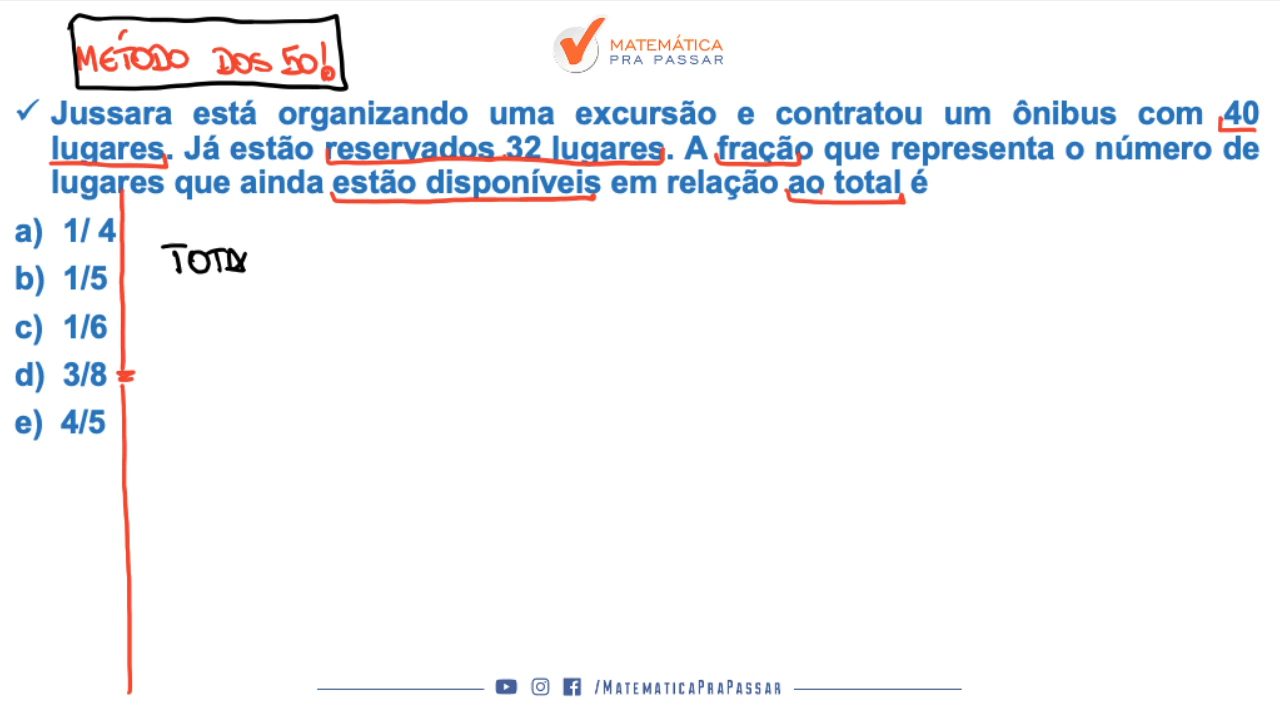 MÉTODO DOS 50!
MATEMÁTICA
PRA PASSAR
✓ Jussara está organizando uma excursão e contratou um ônibus com 40
lugares. Já estão reservados 32 lugares. A fração que representa o número de
lugares que ainda estão disponíveis em relação ao total é
a) 1/ 4
b) 1/5
c) 1/6
d) 3/8
e) 4/5
TOTA
/MATEMATICAPRAPASSAR